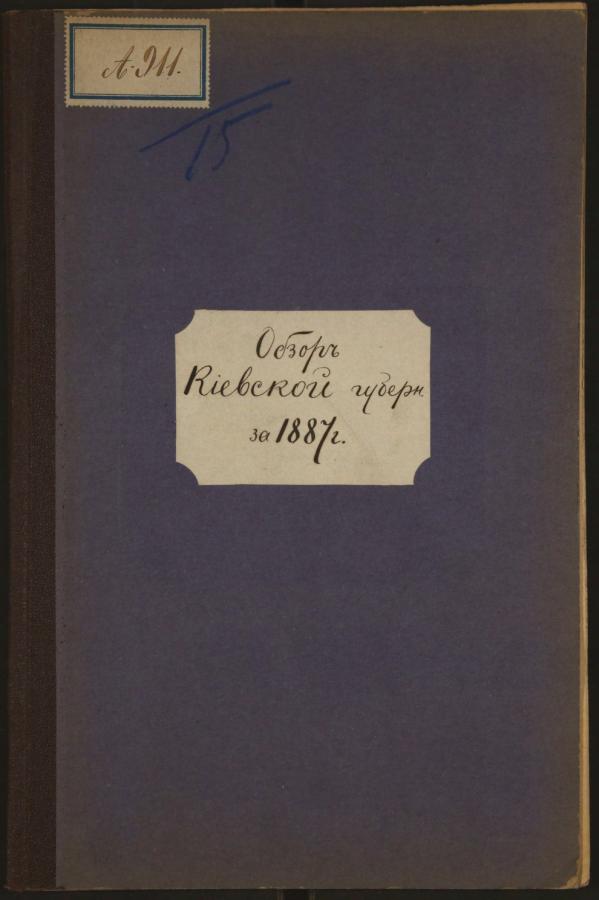 А. 911.
15
Обзоръ
Кіевской губерн.
за 1887г.